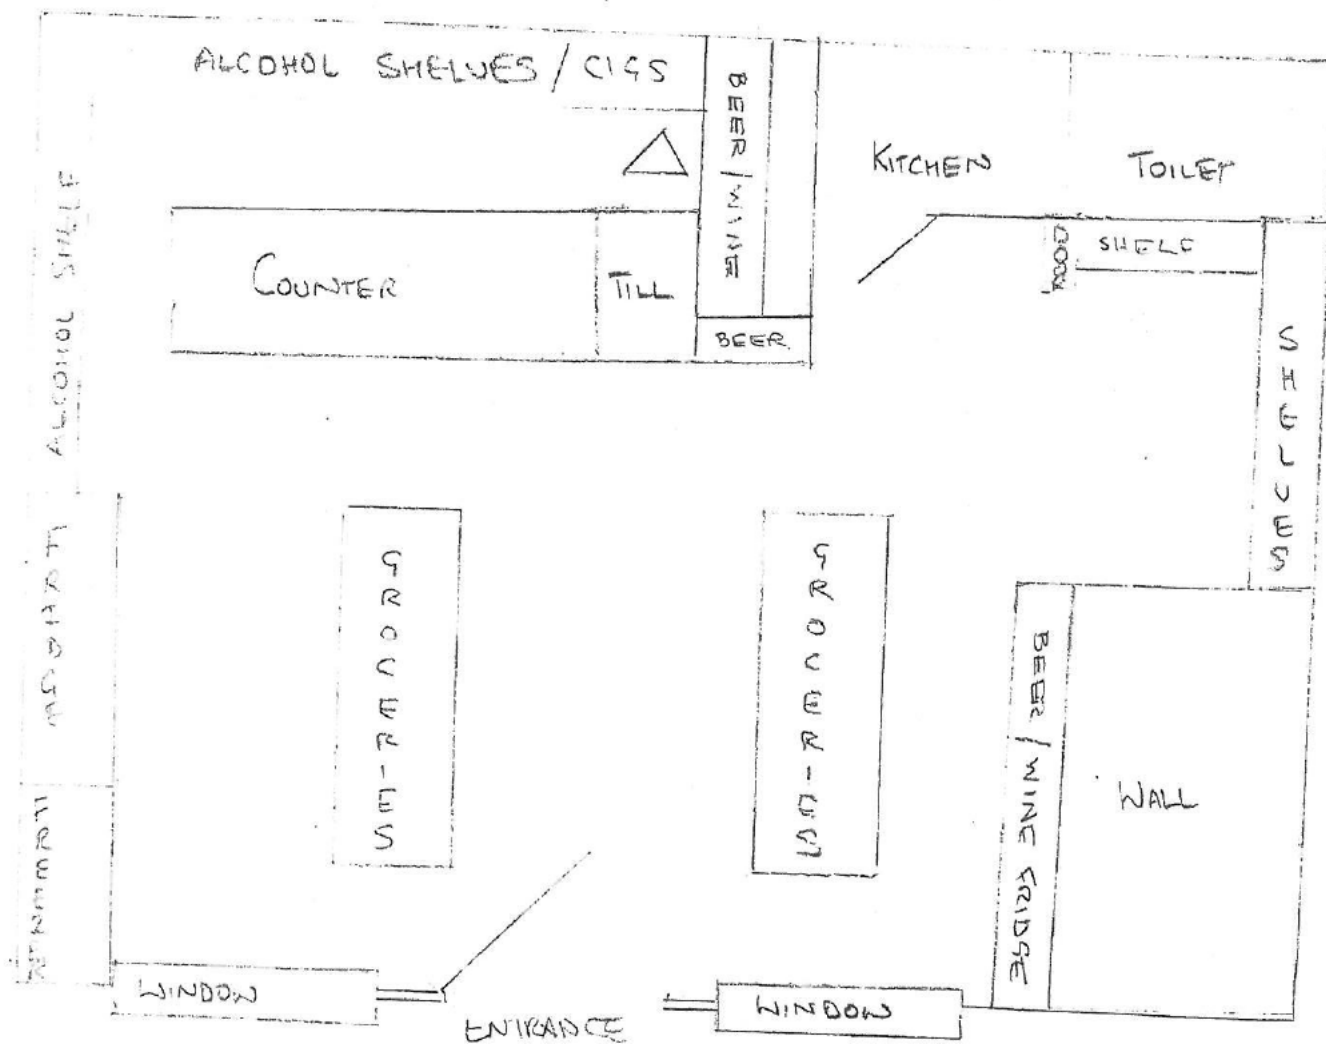 ALCOHOL SHELVES / CIGS
BEER / WINE
KITCHEN
TOILET
ALCOHOL SHELF
COUNTER
TILL
BEER
DOOR
SHELF
SHELVES
GROCERIES
GROCERIES
BEER / WINE FRIDGE
WALL
WINDOW
ENTRANCE
WINDOW